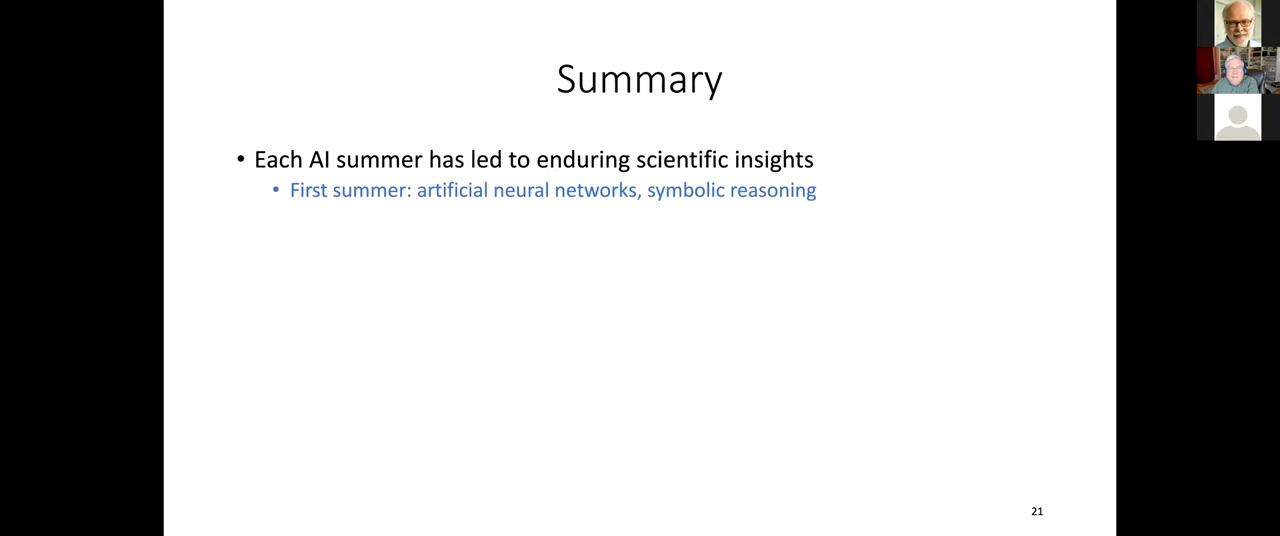 Summary
• Each AI summer has led to enduring scientific insights
• First summer: artificial neural networks, symbolic reasoning
21